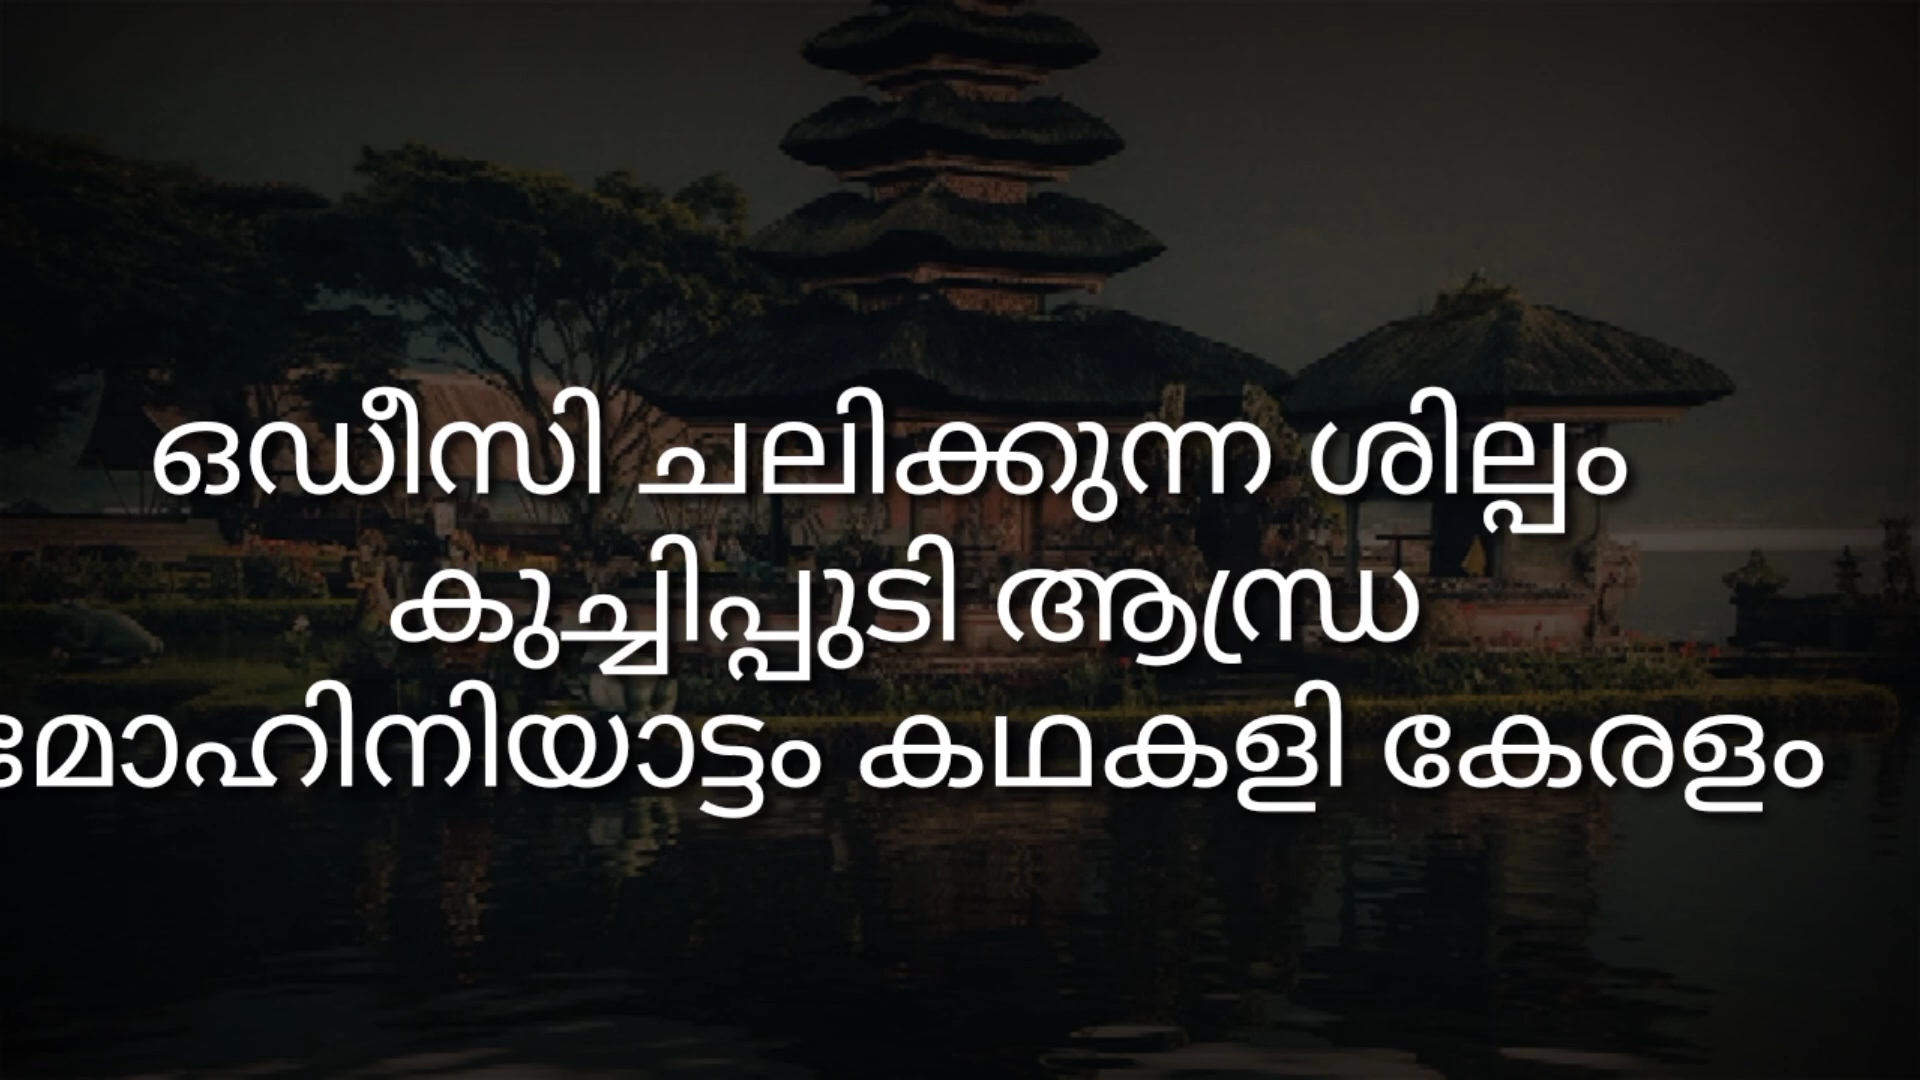 ഒഡീസി ചലിക്കുന്ന ശില്പം
കുച്ചിപ്പുടി ആന്ധ്ര
മോഹിനിയാട്ടം കഥകളി കേരളം